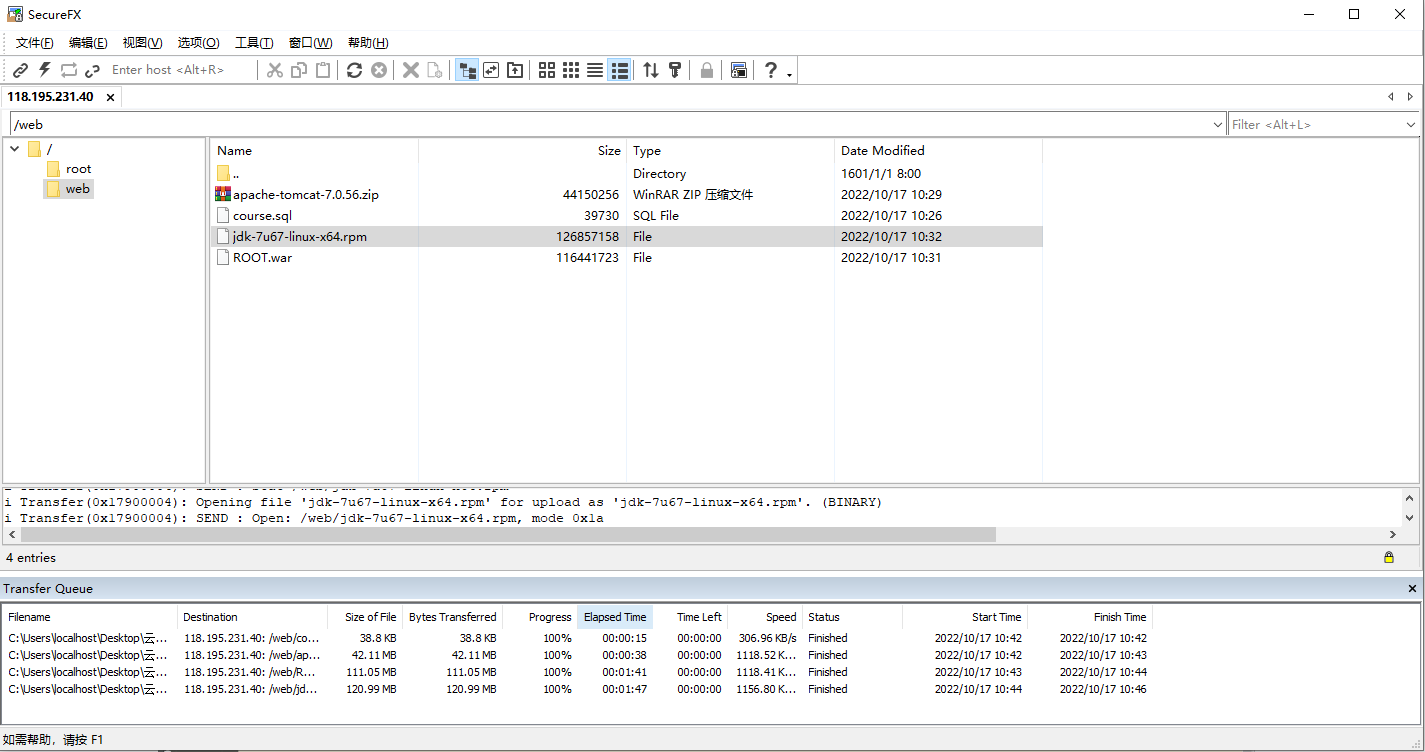 SecureFX
文件(F) 编辑(E) 视图(V) 选项(O) 工具(T) 窗口(W) 帮助(H)
Enter host <Alt+R>
118.195.231.40
/web Filter <Alt+L>
/
root
web
Name Size Type Date Modified
.. Directory 1601/1/1 8:00
apache-tomcat-7.0.56.zip 44150256 WinRAR ZIP 压缩文件 2022/10/17 10:29
course.sql 39730 SQL File 2022/10/17 10:26
jdk-7u67-linux-x64.rpm 126857158 File 2022/10/17 10:32
ROOT.war 116441723 File 2022/10/17 10:31
i Transfer(0x17900004): Opening file 'jdk-7u67-linux-x64.rpm' for upload as 'jdk-7u67-linux-x64.rpm'. (BINARY)
i Transfer(0x17900004): SEND : Open: /web/jdk-7u67-linux-x64.rpm, mode 0x1a
4 entries
Transfer Queue
Filename Destination Size of File Bytes Transferred Progress Elapsed Time Time Left Speed Status Start Time Finish Time
C:\Users\localhost\Desktop\云... 118.195.231.40: /web/co... 38.8 KB 38.8 KB 100% 00:00:15 00:00:00 306.96 KB/s Finished 2022/10/17 10:42 2022/10/17 10:42
C:\Users\localhost\Desktop\云... 118.195.231.40: /web/ap... 42.11 MB 42.11 MB 100% 00:00:38 00:00:00 1118.52 K... Finished 2022/10/17 10:42 2022/10/17 10:43
C:\Users\localhost\Desktop\云... 118.195.231.40: /web/R... 111.05 MB 111.05 MB 100% 00:01:41 00:00:00 1118.41 K... Finished 2022/10/17 10:43 2022/10/17 10:44
C:\Users\localhost\Desktop\云... 118.195.231.40: /web/jd... 120.99 MB 120.99 MB 100% 00:01:47 00:00:00 1156.80 K... Finished 2022/10/17 10:44 2022/10/17 10:46
如需帮助，请按 F1